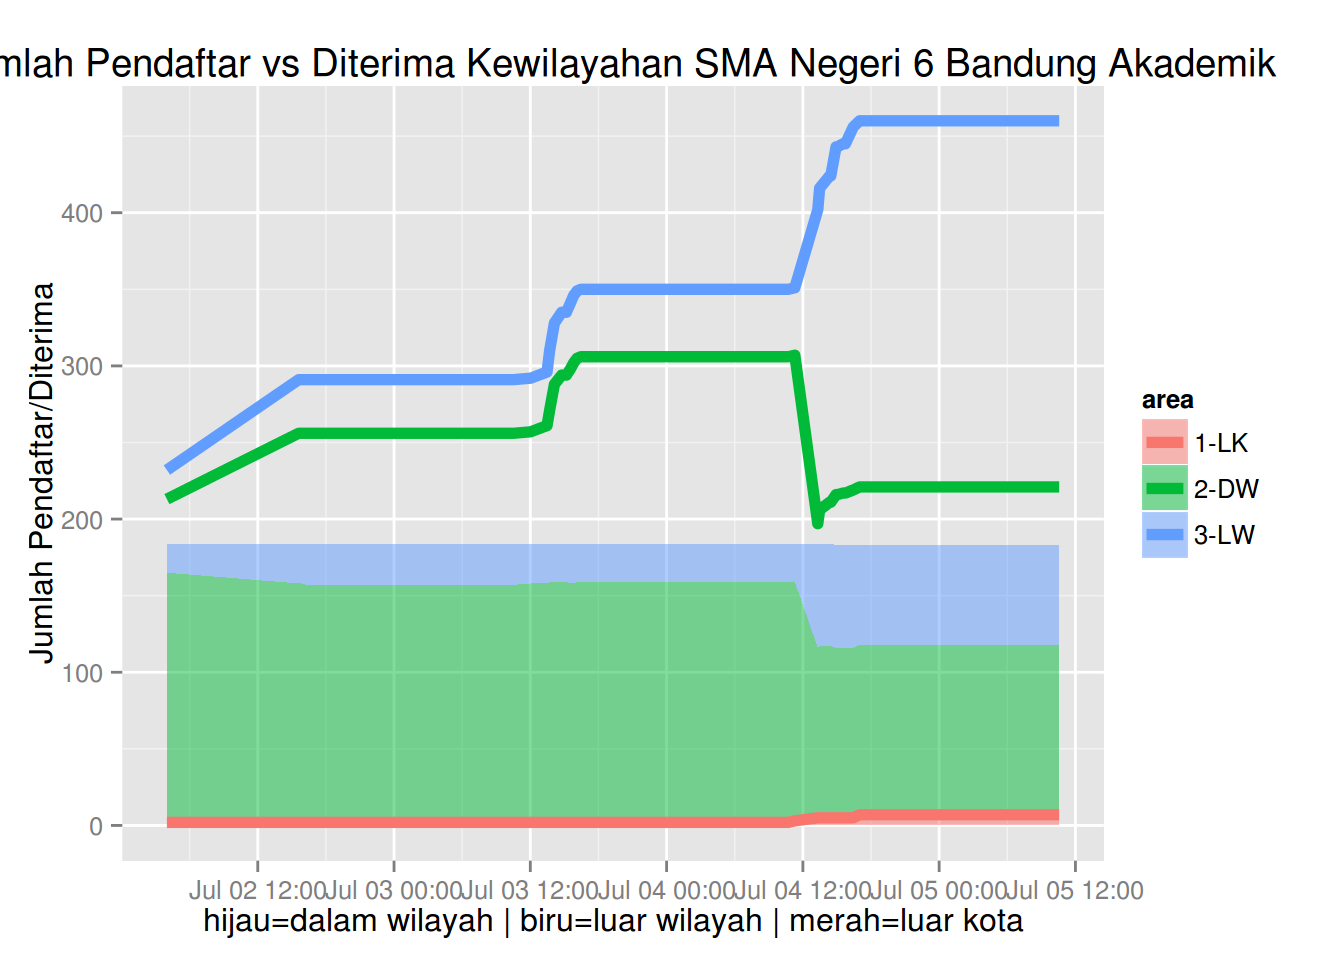 mlah Pendaftar vs Diterima Kewilayahan SMA Negeri 6 Bandung Akademik
Jumlah Pendaftar/Diterima
400
300
200
100
0
Jul 02 12:00
Jul 03 00:00
Jul 03 12:00
Jul 04 00:00
Jul 04 12:00
Jul 05 00:00
Jul 05 12:00
hijau=dalam wilayah | biru=luar wilayah | merah=luar kota
area
1-LK
2-DW
3-LW